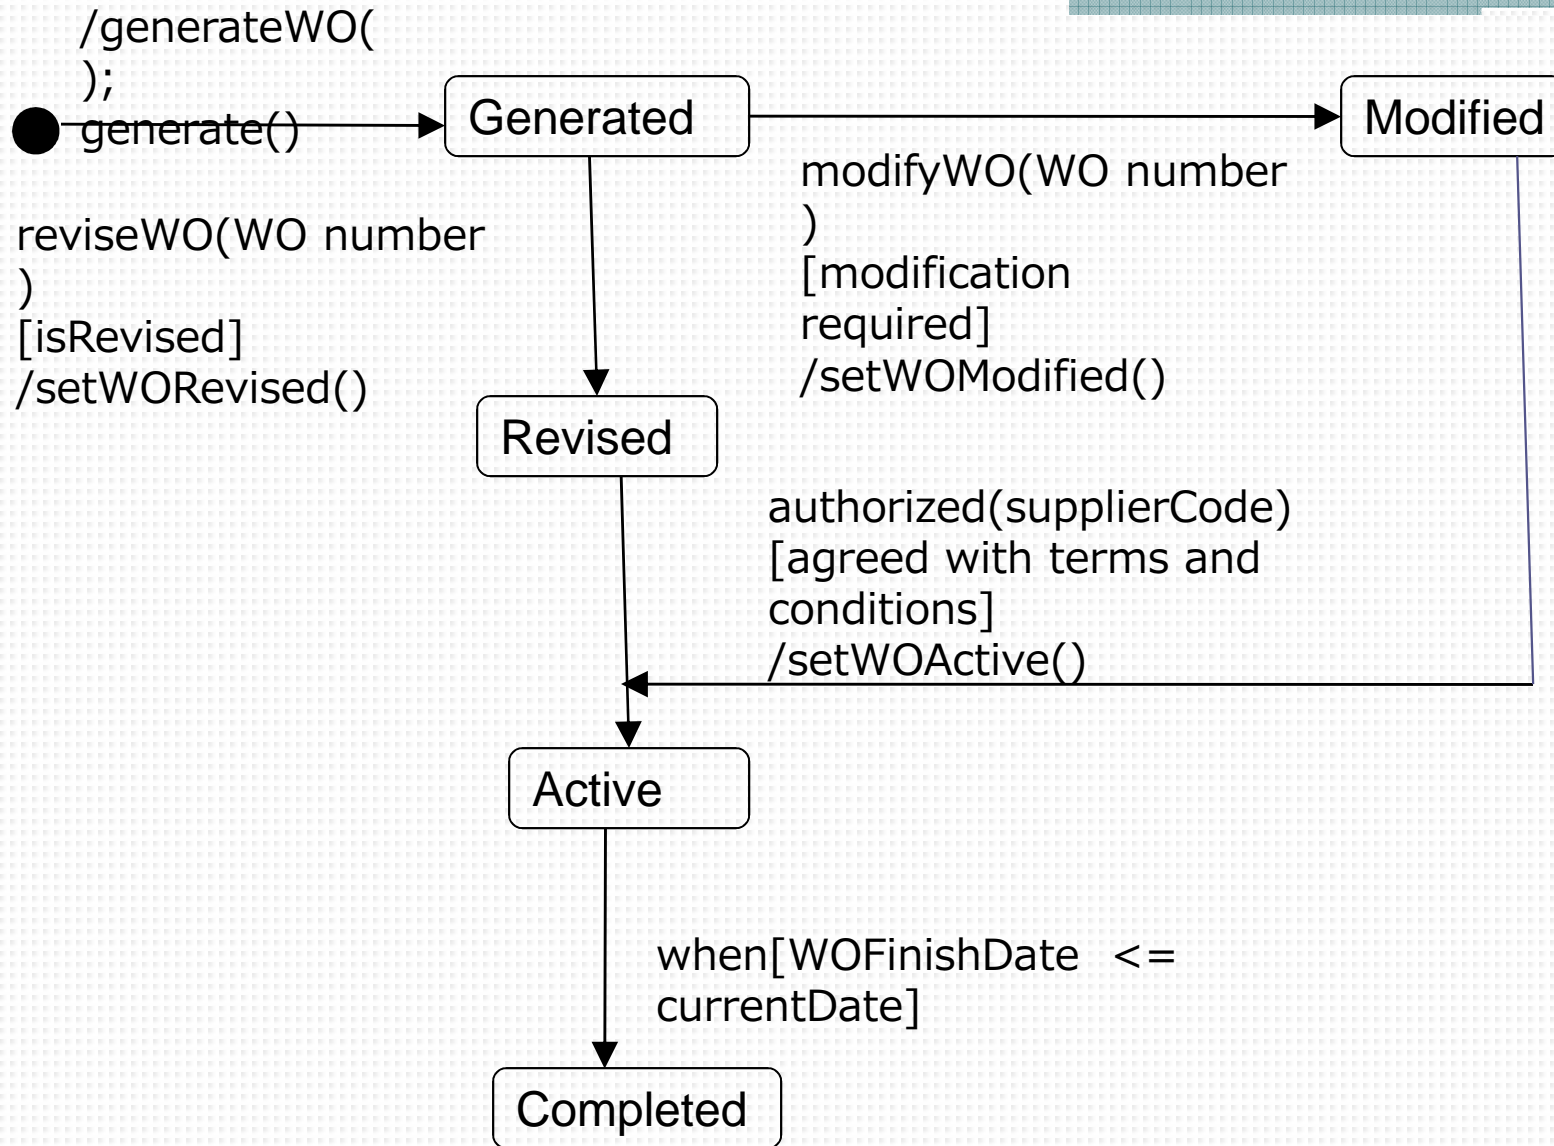 /generateWO(
);
generate()
Generated
Modified
modifyWO(WO number
)
[modification
required]
/setWOModified()
reviseWO(WO number
)
[isRevised]
/setWORevised()
Revised
authorized(supplierCode)
[agreed with terms and
conditions]
/setWOActive()
Active
when[WOFinishDate <=
currentDate]
Completed